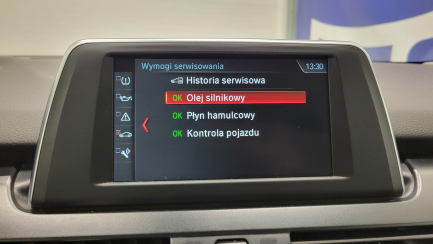 Wymogi serwisowania 13:30
Historia serwisowa
OK Olej silnikowy
OK Płyn hamulcowy
OK Kontrola pojazdu